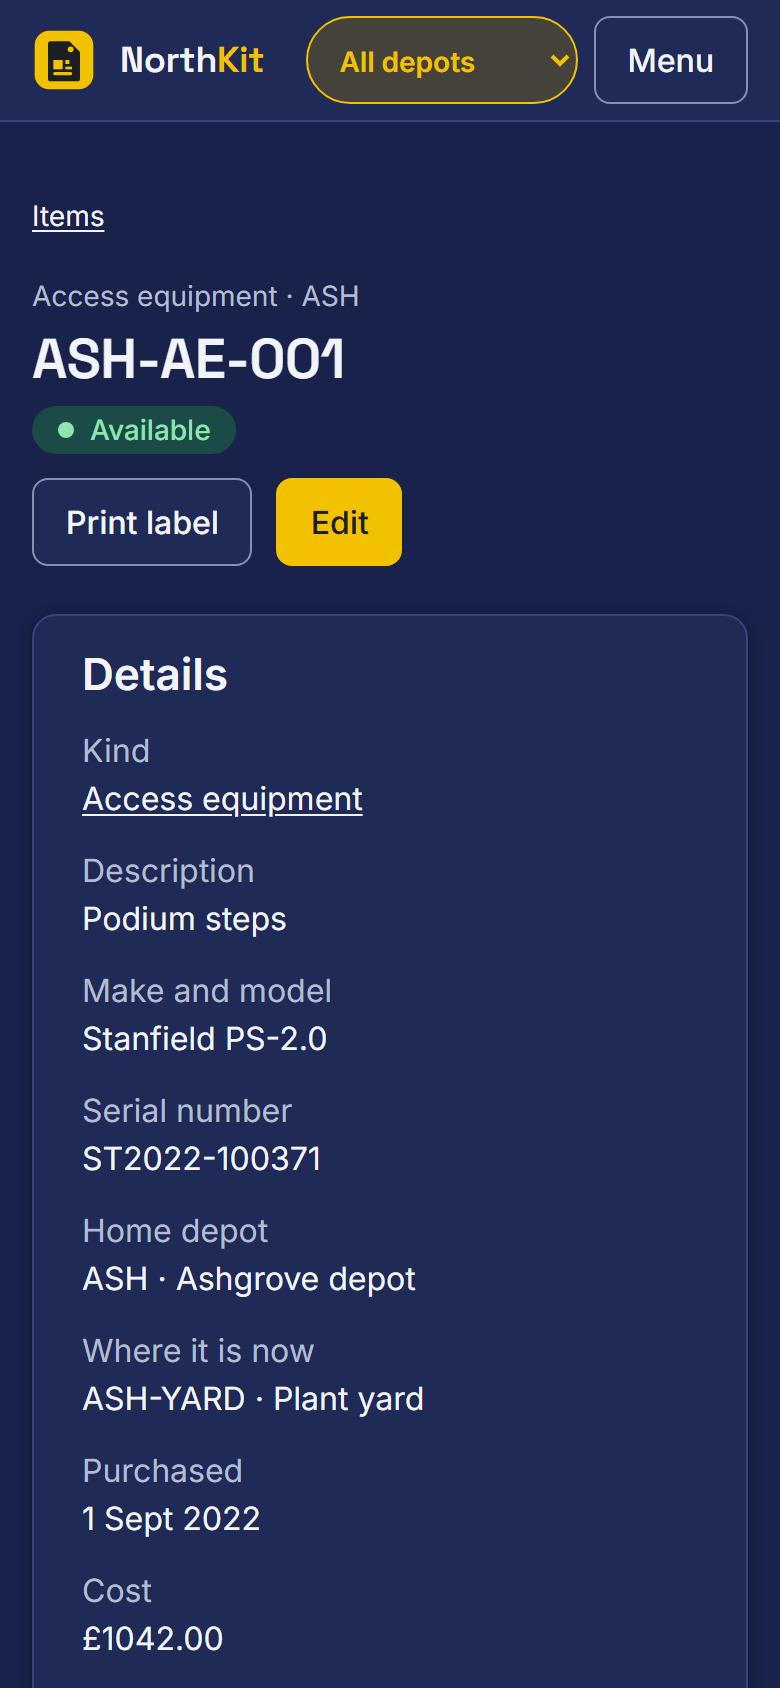 NorthKit
All depots
Menu
Items
Access equipment · ASH
ASH-AE-001
Available
Print label
Edit
Details
Kind
Access equipment
Description
Podium steps
Make and model
Stanfield PS-2.0
Serial number
ST2022-100371
Home depot
ASH · Ashgrove depot
Where it is now
ASH-YARD · Plant yard
Purchased
1 Sept 2022
Cost
£1042.00